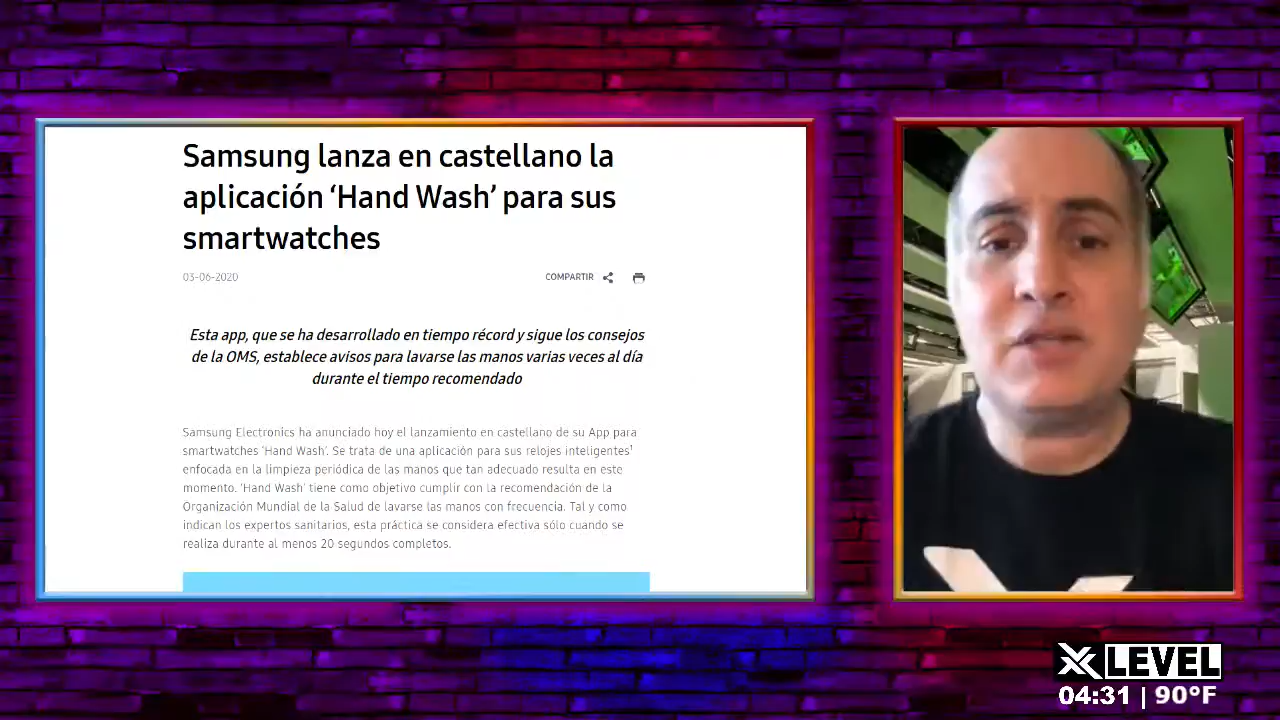 Samsung lanza en castellano la
aplicación ‘Hand Wash’ para sus
smartwatches
03-06-2020
COMPARTIR
Esta app, que se ha desarrollado en tiempo récord y sigue los consejos
de la OMS, establece avisos para lavarse las manos varias veces al día
durante el tiempo recomendado
Samsung Electronics ha anunciado hoy el lanzamiento en castellano de su App para
smartwatches ‘Hand Wash’. Se trata de una aplicación para sus relojes inteligentes¹
enfocada en la limpieza periódica de las manos que tan adecuado resulta en este
momento. ‘Hand Wash’ tiene como objetivo cumplir con la recomendación de la
Organización Mundial de la Salud de lavarse las manos con frecuencia. Tal y como
indican los expertos sanitarios, esta práctica se considera efectiva sólo cuando se
realiza durante al menos 20 segundos completos.
X LEVEL
04:31 | 90°F